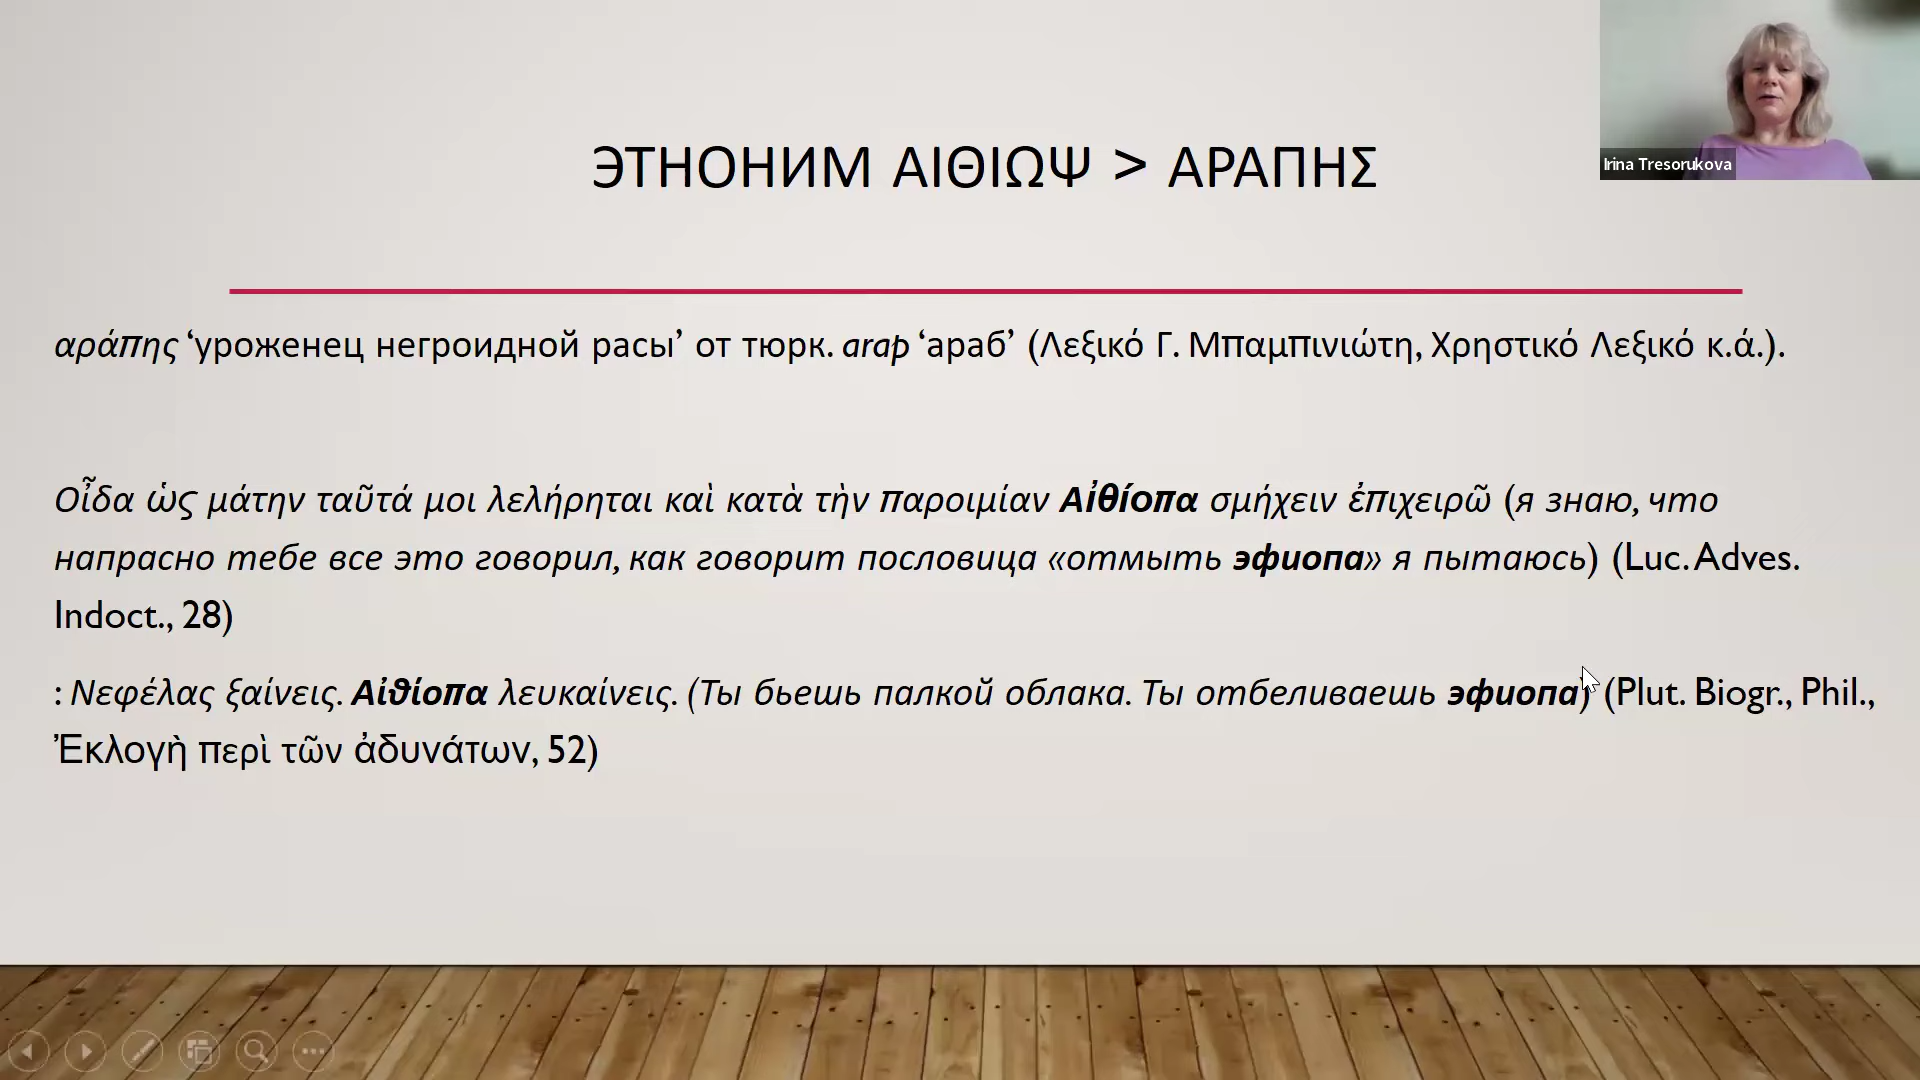 Irina Tresorukova
ЭТНОНИМ ΑΙΘΙΩΨ > ΑΡΑΠΗΣ
αράπης ‘уроженец негроидной расы’ от тюрк. arap ‘араб’ (Λεξικό Γ. Μπαμπινιώτη, Χρηστικό Λεξικό κ.ά.).
Οἶδα ὡς μάτην ταῦτά μοι λελήρηται καὶ κατὰ τὴν παροιμίαν Αἰθίοπα σμήχειν ἐπιχειρῶ (я знаю, что
напрасно тебе все это говорил, как говорит пословица «отмыть эфиопа» я пытаюсь) (Luc. Adves.
Indoct., 28)
: Νεφέλας ξαίνεις. Αἰϑίοπα λευκαίνεις. (Ты бьешь палкой облака. Ты отбеливаешь эфиопа) (Plut. Biogr., Phil.,
Ἐκλογὴ περὶ τῶν ἀδυνάτων, 52)